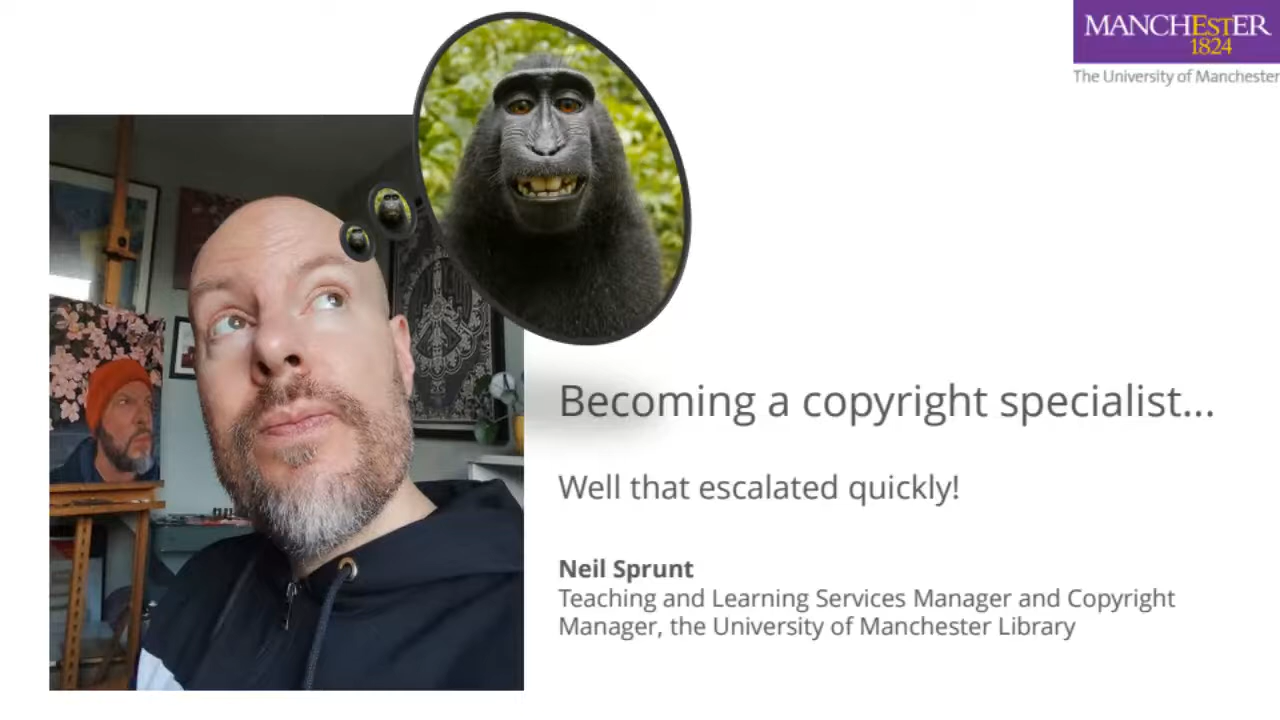 MANCHESTER
1824
The University of Manchester
Becoming a copyright specialist...
Well that escalated quickly!
Neil Sprunt
Teaching and Learning Services Manager and Copyright
Manager, the University of Manchester Library